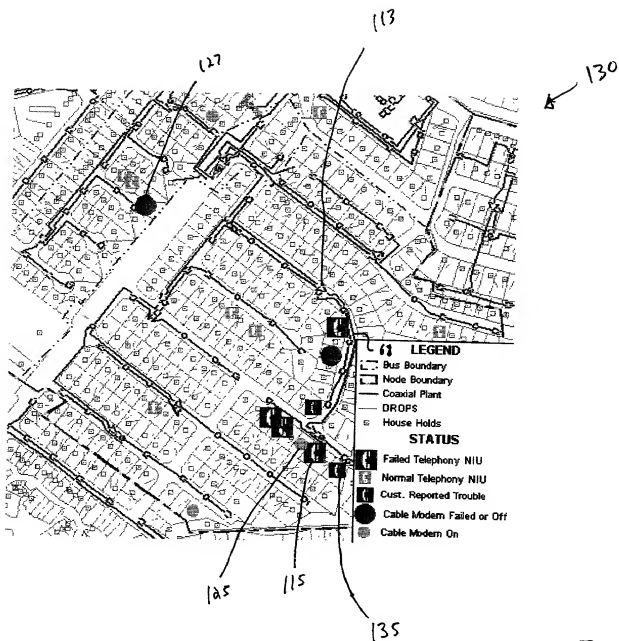 113
127
130
LEGEND
Bus Boundary
Node Boundary
Coaxial Plant
DROPS
House Holds
STATUS
Failed Telephony NIU
Normal Telephony NIU
Cust. Reported Trouble
Cable Modem Failed or Off
Cable Modem On
125
115
135